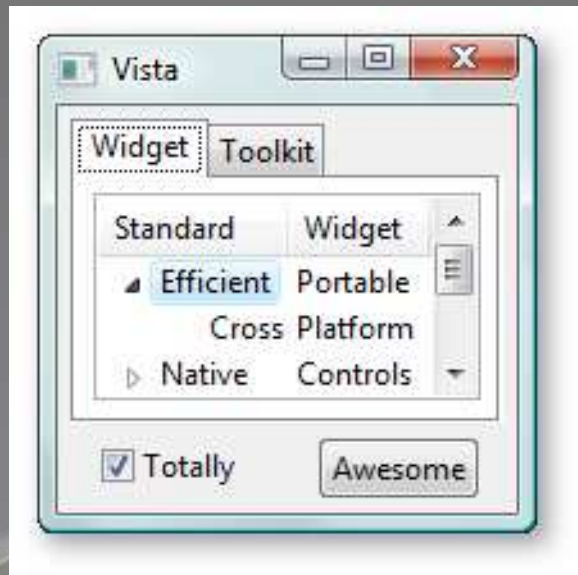 Vista
Widget Toolkit
Standard Widget
Efficient Portable
Cross Platform
Native Controls
Totally Awesome